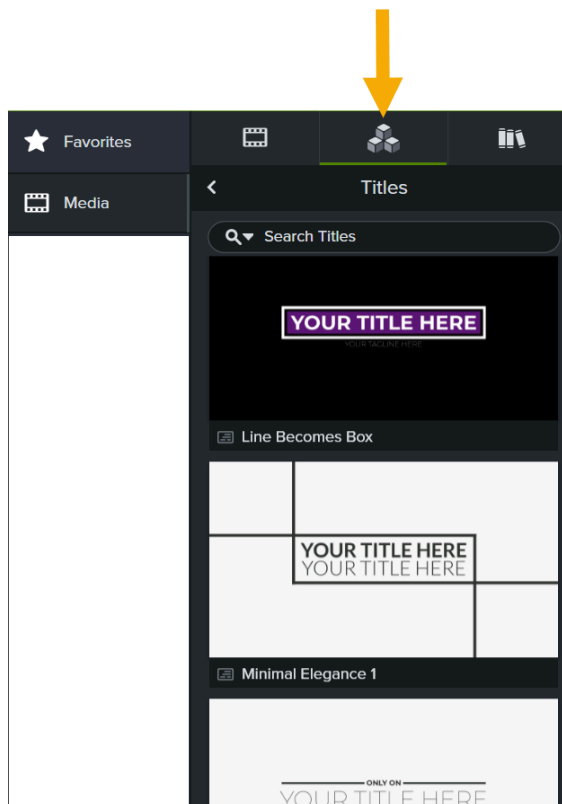 Favorites
Media
Titles
Search Titles
YOUR TITLE HERE
YOUR TAGLINE HERE
Line Becomes Box
YOUR TITLE HERE
YOUR TITLE HERE
Minimal Elegance 1
ONLY ON
YOUR TITLE HERE